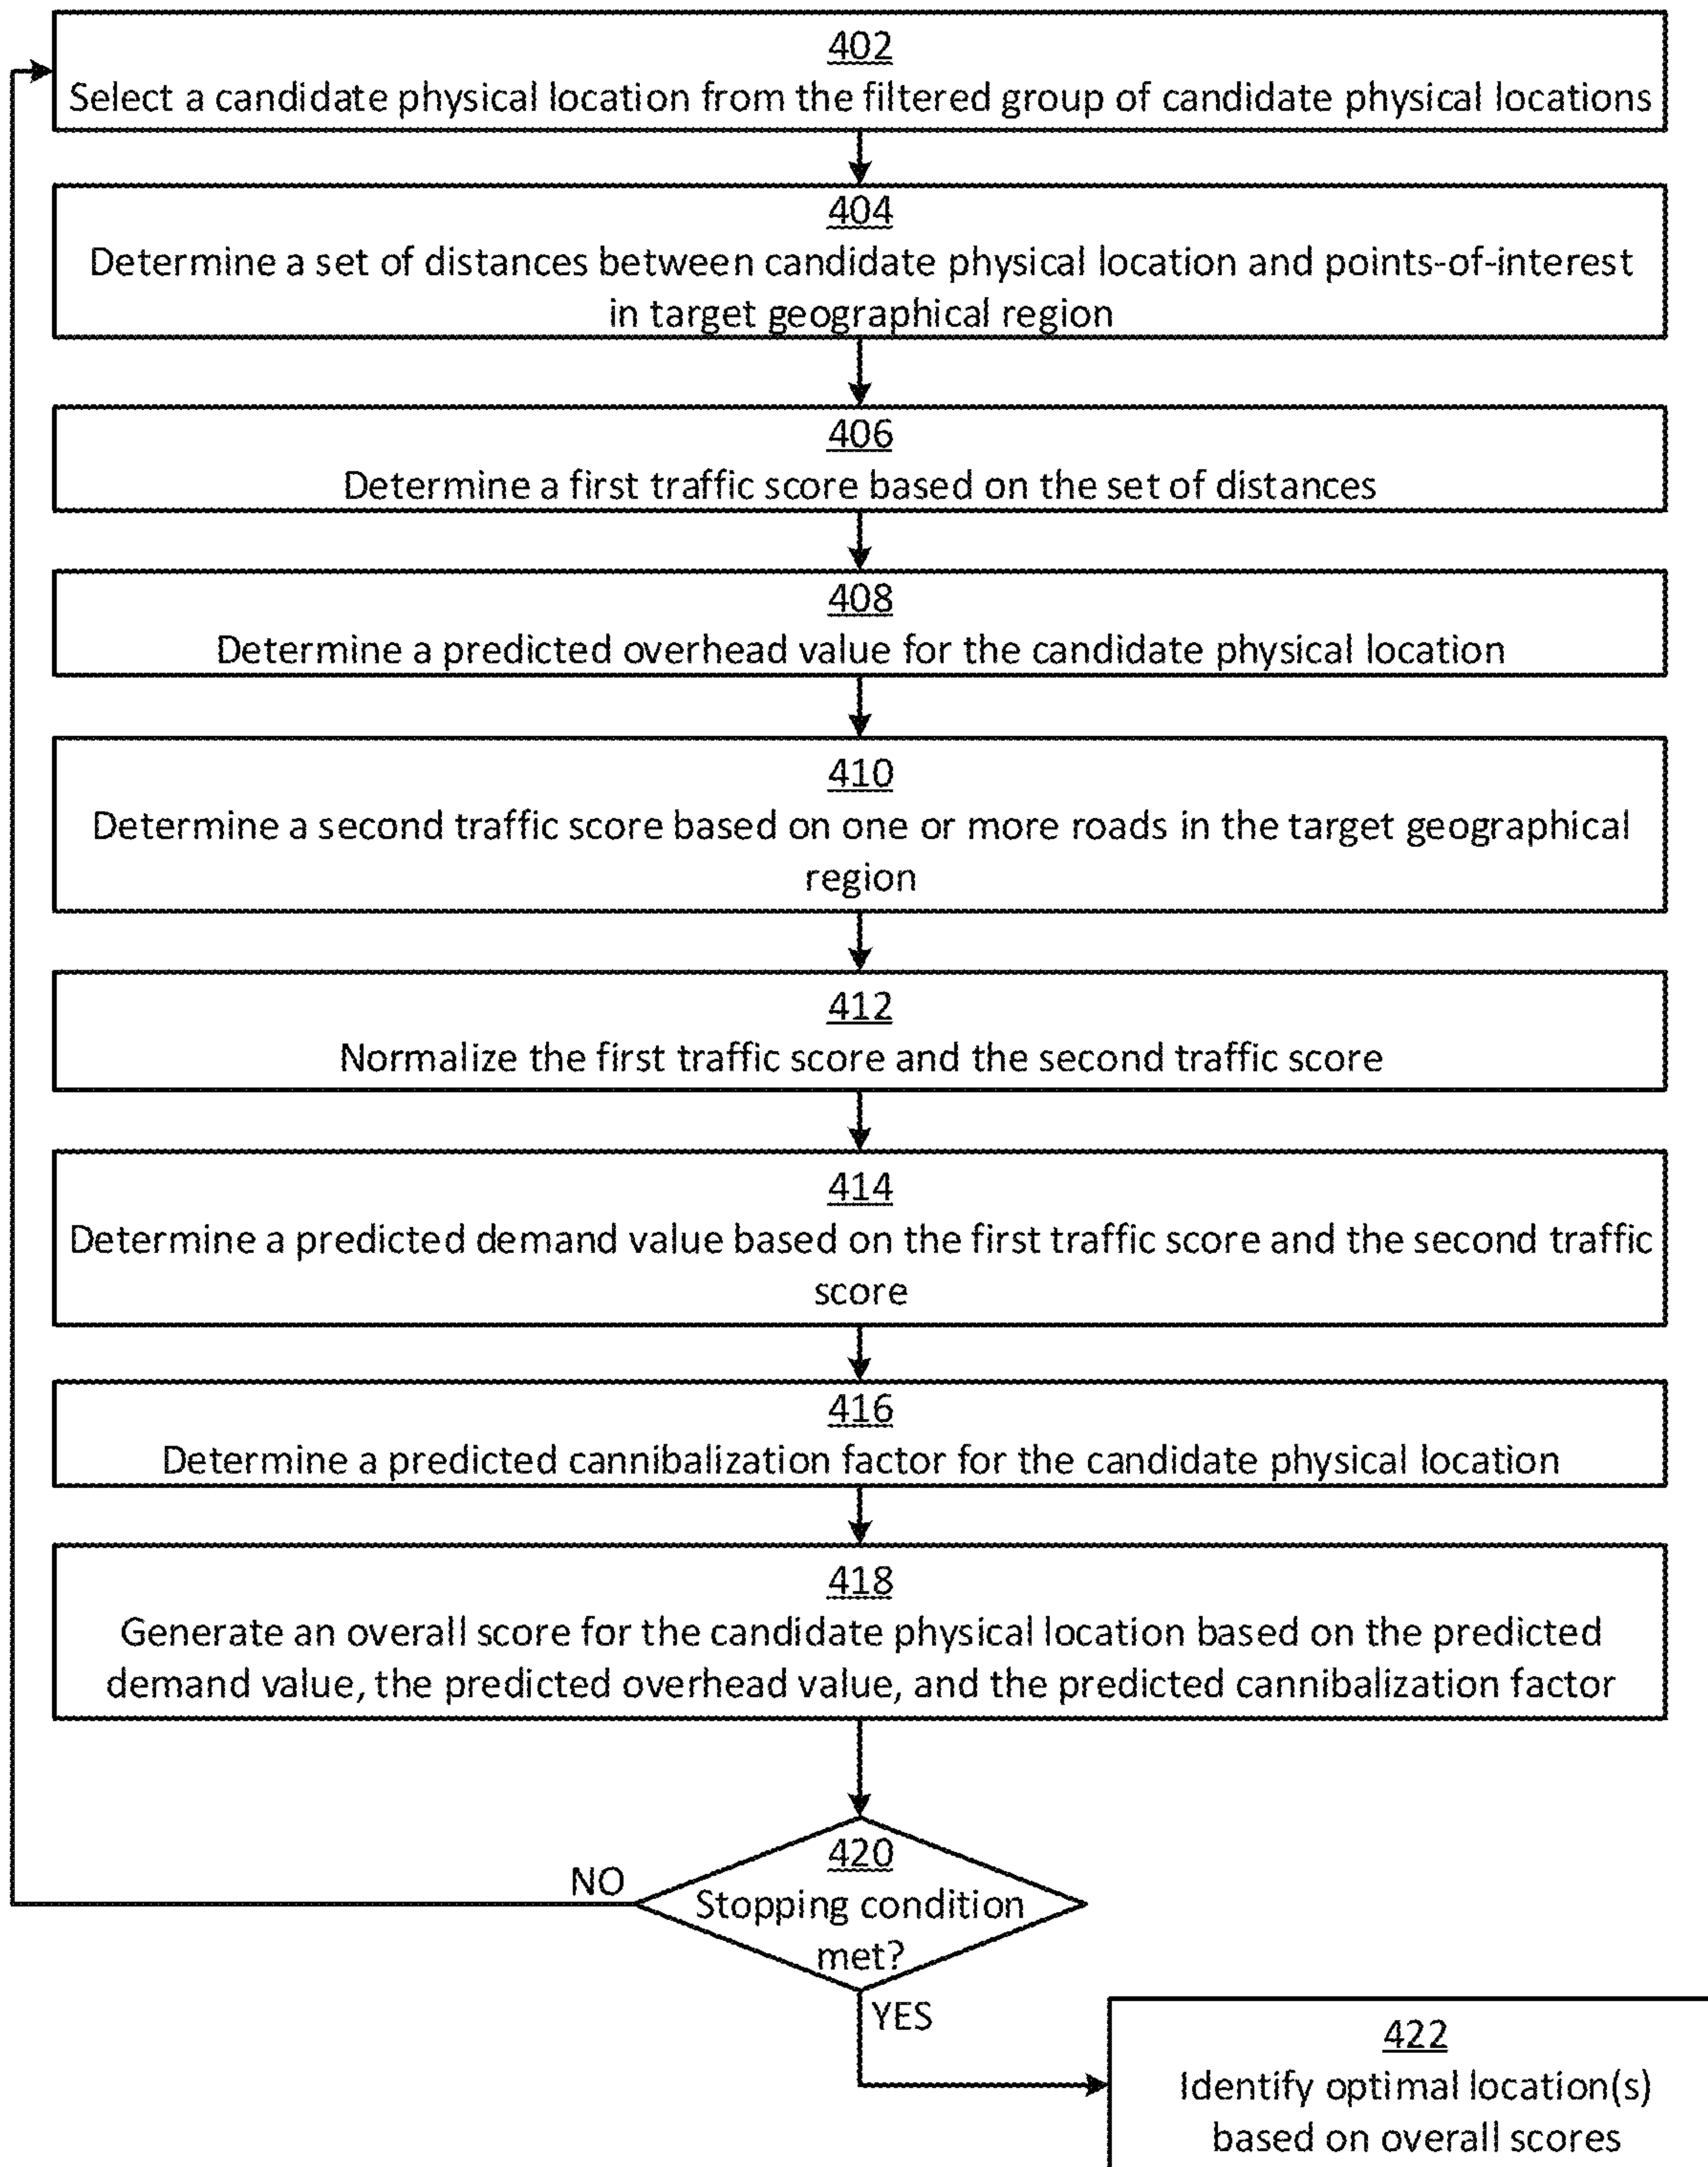 402
Select a candidate physical location from the filtered group of candidate physical locations
404
Determine a set of distances between candidate physical location and points-of-interest
in target geographical region
406
Determine a first traffic score based on the set of distances
408
Determine a predicted overhead value for the candidate physical location
410
Determine a second traffic score based on one or more roads in the target geographical
region
412
Normalize the first traffic score and the second traffic score
414
Determine a predicted demand value based on the first traffic score and the second traffic
score
416
Determine a predicted cannibalization factor for the candidate physical location
418
Generate an overall score for the candidate physical location based on the predicted
demand value, the predicted overhead value, and the predicted cannibalization factor
420
NO
Stopping condition
met?
YES
422
Identify optimal location(s)
based on overall scores